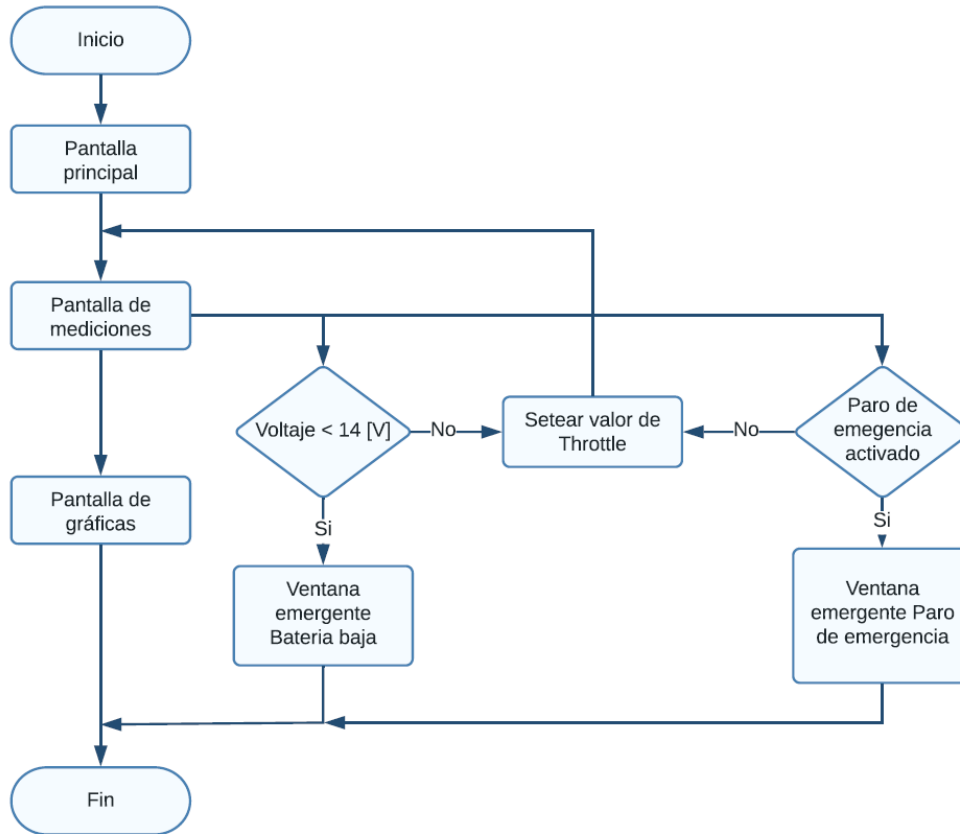 Inicio
Pantalla
principal
Pantalla de
mediciones
Voltaje < 14 [V]
No
Setear valor de
Throttle
No
Paro de
emegencia
activado
Pantalla de
gráficas
Si
Si
Ventana
emergente
Bateria baja
Ventana
emergente Paro
de emergencia
Fin